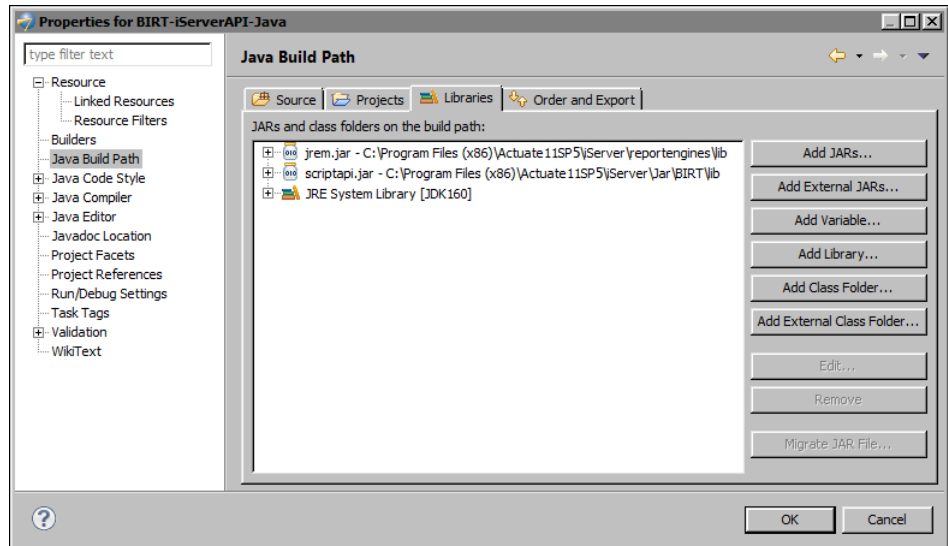 Properties for BIRT-iServerAPI-Java
type filter text
Java Build Path
Resource
Linked Resources
Resource Filters
Builders
Java Build Path
Java Code Style
Java Compiler
Java Editor
Javadoc Location
Project Facets
Project References
Run/Debug Settings
Task Tags
Validation
WikiText
Source
Projects
Libraries
Order and Export
JARs and class folders on the build path:
jrem.jar - C:\Program Files (x86)\Actuate11SP5\iServer\reportengines\lib
scriptapi.jar - C:\Program Files (x86)\Actuate11SP5\iServer\Jar\BIRT\lib
JRE System Library [JDK160]
Add JARs...
Add External JARs...
Add Variable...
Add Library...
Add Class Folder...
Add External Class Folder...
Edit...
Remove
Migrate JAR File...
?
OK
Cancel